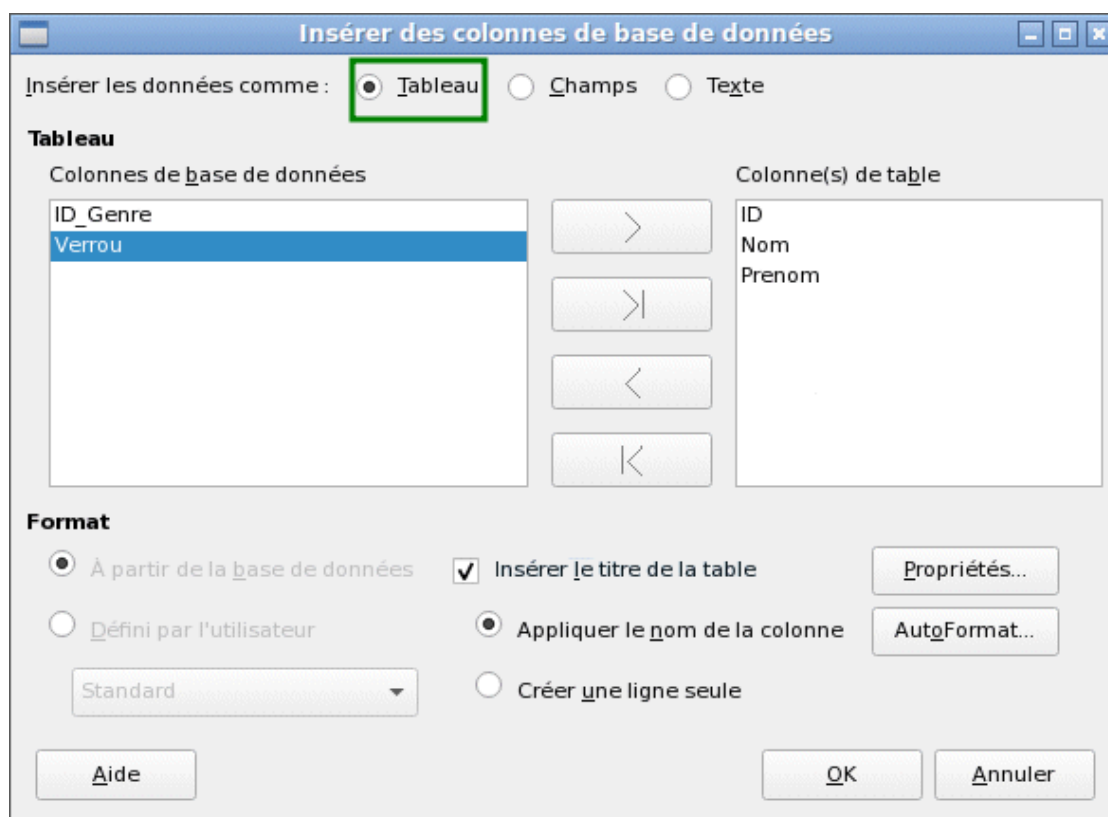 Insérer des colonnes de base de données
Insérer les données comme : Tableau Champs Texte
Tableau
Colonnes de base de données
Colonne(s) de table
ID_Genre
Verrou
ID
Nom
Prenom
Format
À partir de la base de données
Insérer le titre de la table
Propriétés...
Défini par l'utilisateur
Appliquer le nom de la colonne
AutoFormat...
Standard
Créer une ligne seule
Aide
OK
Annuler